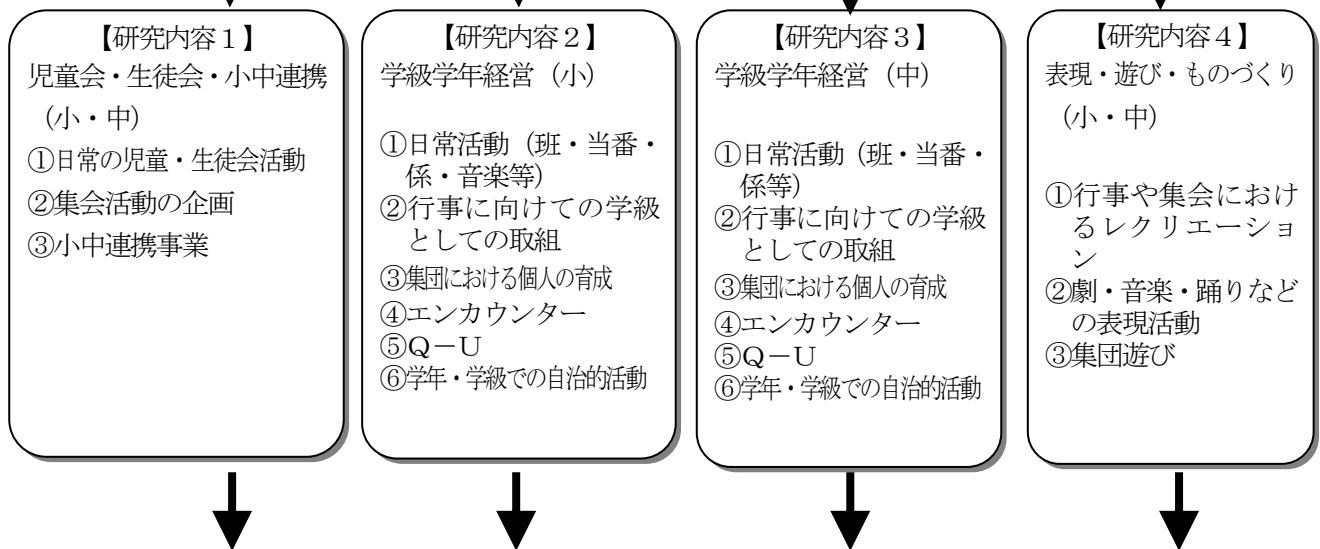 【研究内容１】
児童会・生徒会・小中連携
（小・中）
①日常の児童・生徒会活動
②集会活動の企画
③小中連携事業
【研究内容２】
学級学年経営（小）
①日常活動（班・当番・
係・音楽等）
②行事に向けての学級
としての取組
③集団における個人の育成
④エンカウンター
⑤Ｑ－Ｕ
⑥学年・学級での自治的活動
【研究内容３】
学級学年経営（中）
①日常活動（班・当番・
係等）
②行事に向けての学級
としての取組
③集団における個人の育成
④エンカウンター
⑤Ｑ－Ｕ
⑥学年・学級での自治的活動
【研究内容４】
表現・遊び・ものづくり
（小・中）
①行事や集会におけ
るレクリエーショ
ン
②劇・音楽・踊りなど
の表現活動
③集団遊び